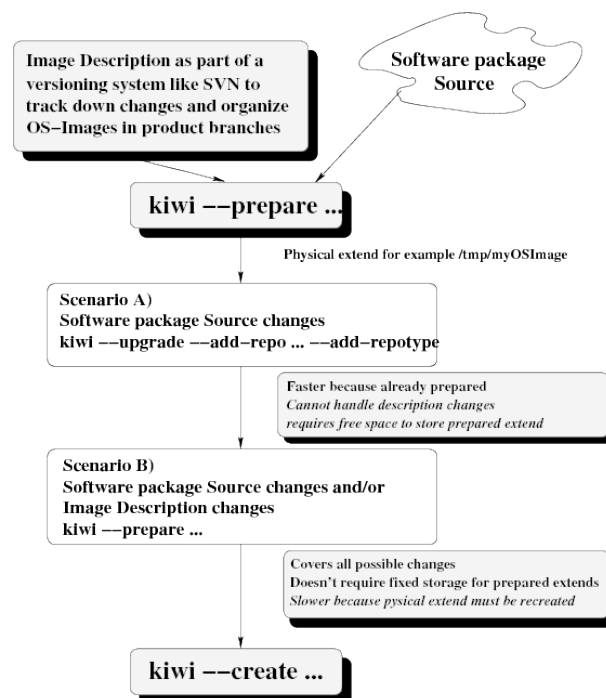 Image Description as part of a
versioning system like SVN to
track down changes and organize
OS−Images in product branches
Software package
Source
kiwi −−prepare ...
Physical extend for example /tmp/myOSImage
Scenario A)
Software package Source changes
kiwi −−upgrade −−add−repo ... −−add−repotype
Faster because already prepared
Cannot handle description changes
requires free space to store prepared extend
Scenario B)
Software package Source changes and/or
Image Description changes
kiwi −−prepare ...
Covers all possible changes
Doesn't require fixed storage for prepared extends
Slower because pysical extend must be recreated
kiwi −−create ...